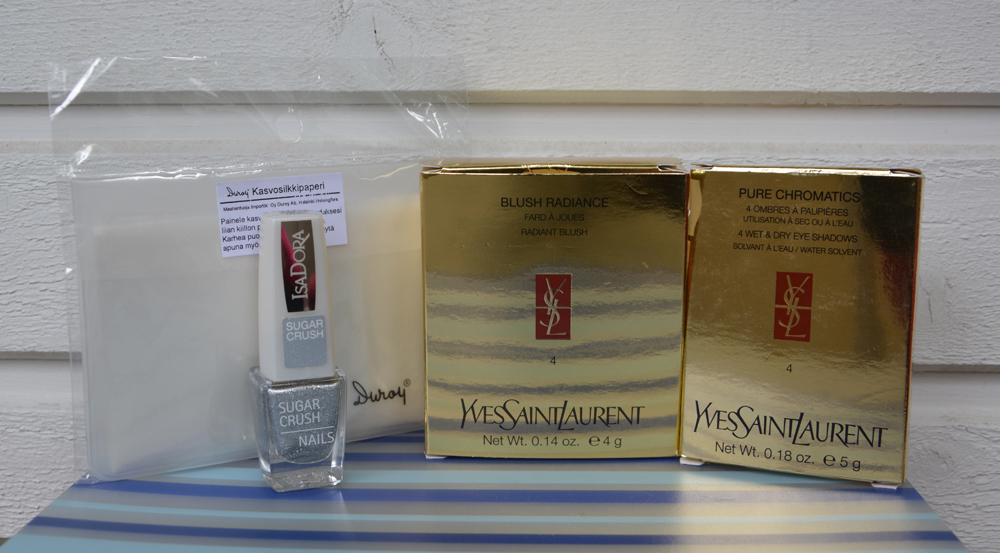 Duroy Kasvosilkkipaperi
Maahantuoja Importör Oy Duroy Ab, Helsinki Helsingfors
Painele
liian kiillon
Karhea
apuna
Duroy®
ISADORA
SUGAR
CRUSH
SUGAR
CRUSH
NAILS
BLUSH RADIANCE
FARD À JOUES
RADIANT BLUSH
YSL
4
YVESSAINTLAURENT
Net Wt. 0.14 oz. ℮ 4 g
PURE CHROMATICS
4 OMBRES À PAUPIÈRES
UTILISATION À SEC OU À L'EAU
4 WET & DRY EYE SHADOWS
SOLVANT À L'EAU / WATER SOLVENT
YSL
4
YVESSAINTLAURENT
Net Wt. 0.18 oz. ℮ 5 g